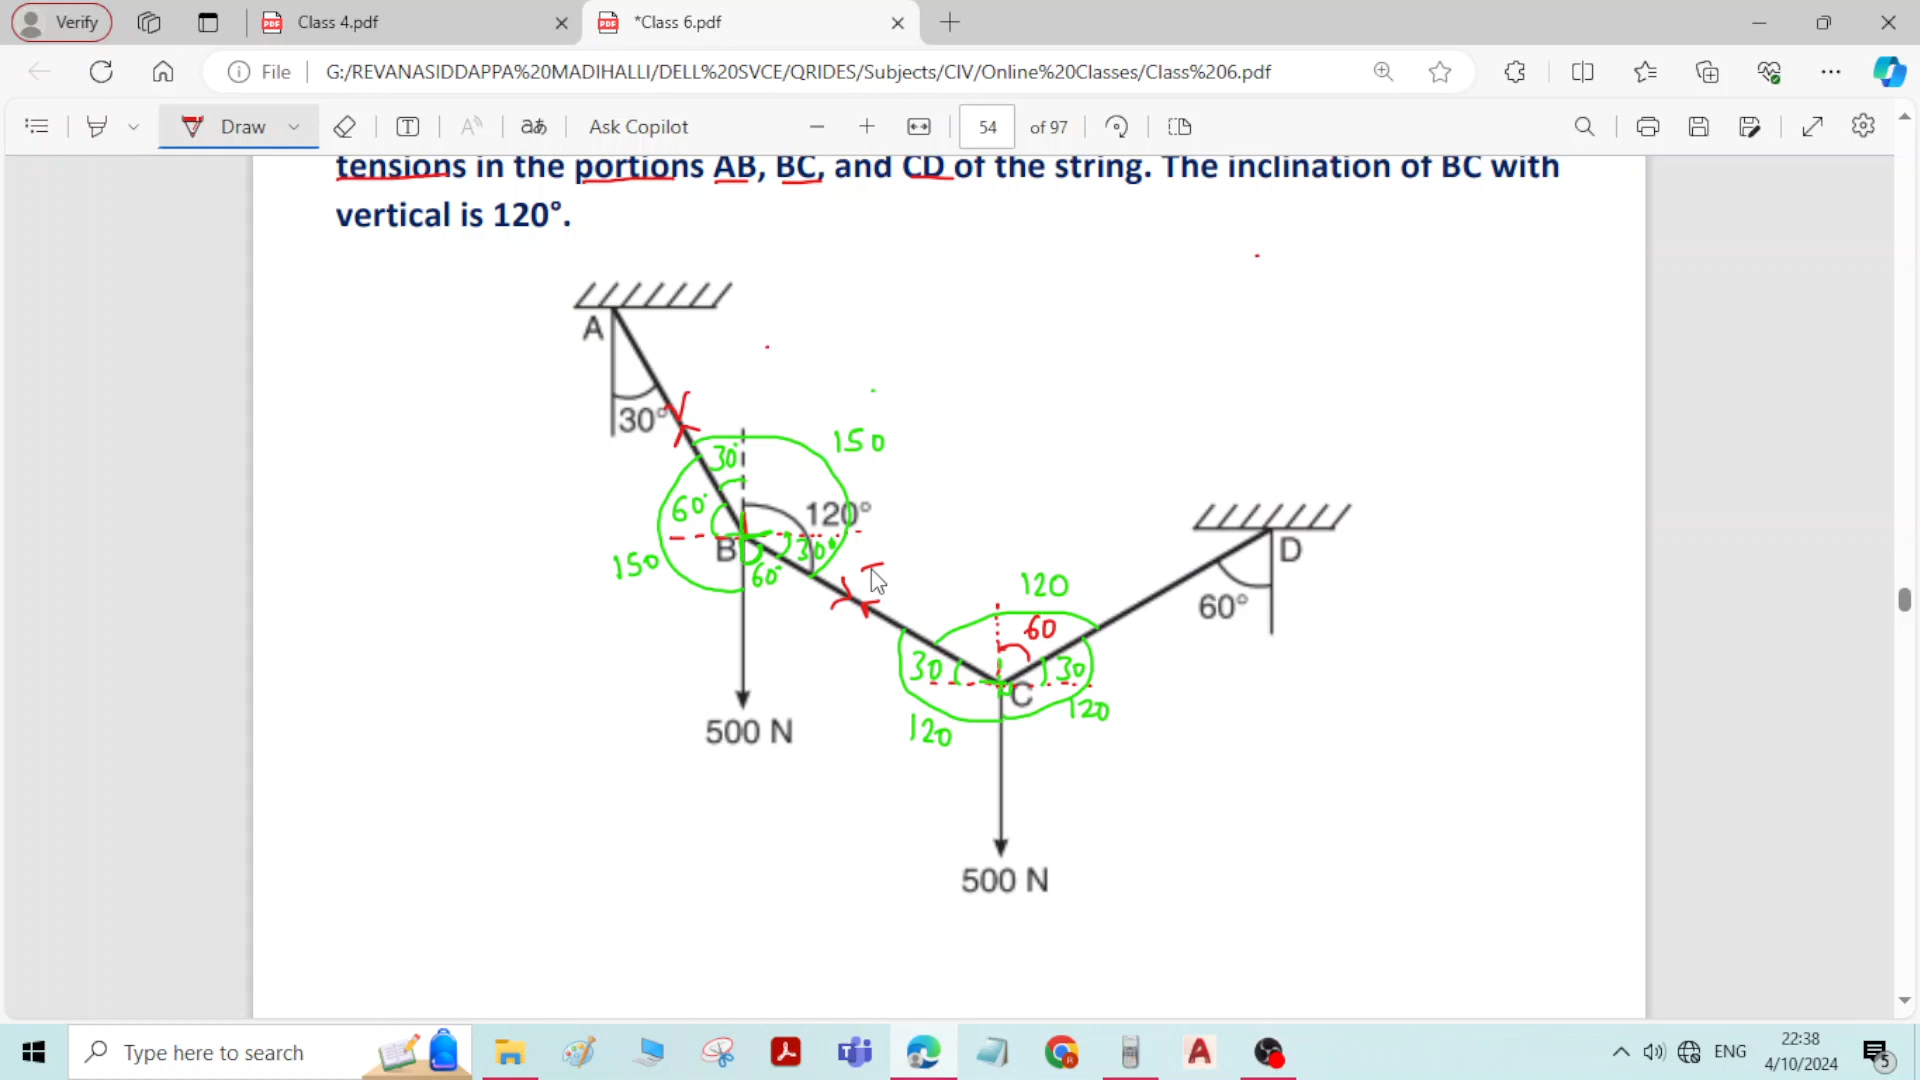 Verify
Class 4.pdf
*Class 6.pdf
File
G:/REVANASIDDAPPA%20MADIHALLI/DELL%20SVCE/QRIDES/Subjects/CIV/Online%20Classes/Class%206.pdf
Draw
Ask Copilot
54 of 97
tensions in the portions AB, BC, and CD of the string. The inclination of BC with
vertical is 120°.
A
30°
30°
150
60°
120°
B
30°
150
60°
T
D
120
60°
60
30
30
C
120
120
500 N
500 N
Type here to search
ENG
22:38
4/10/2024
5